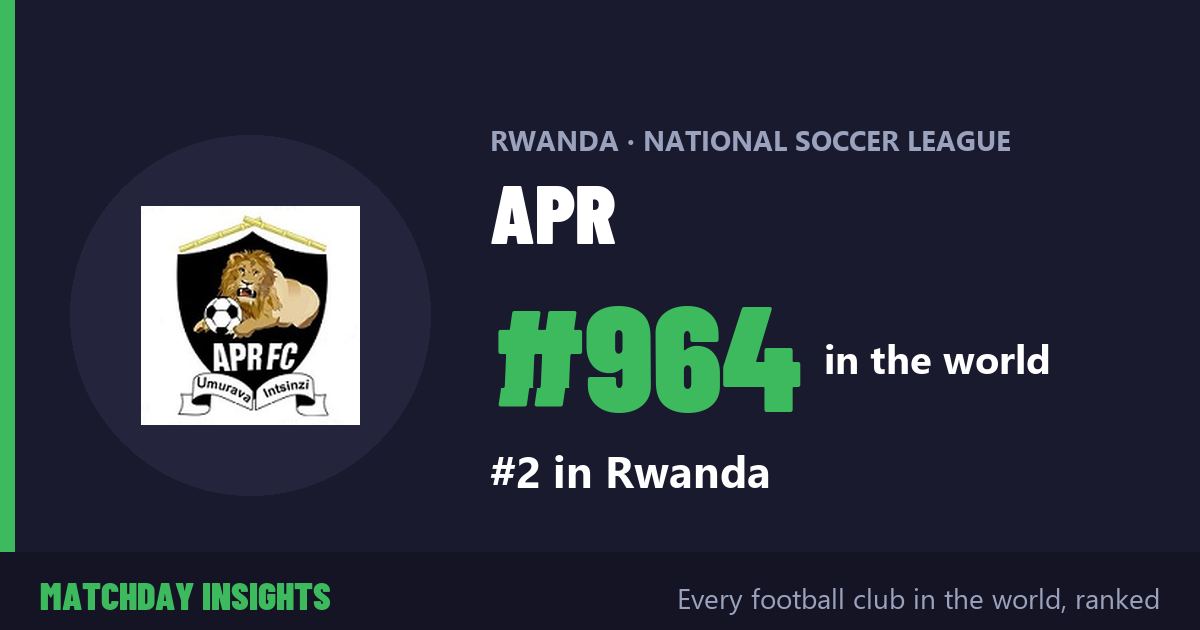 RWANDA · NATIONAL SOCCER LEAGUE
APR
#964 in the world
#2 in Rwanda
APR FC
Umurava Intsinzi
MATCHDAY INSIGHTS
Every football club in the world, ranked